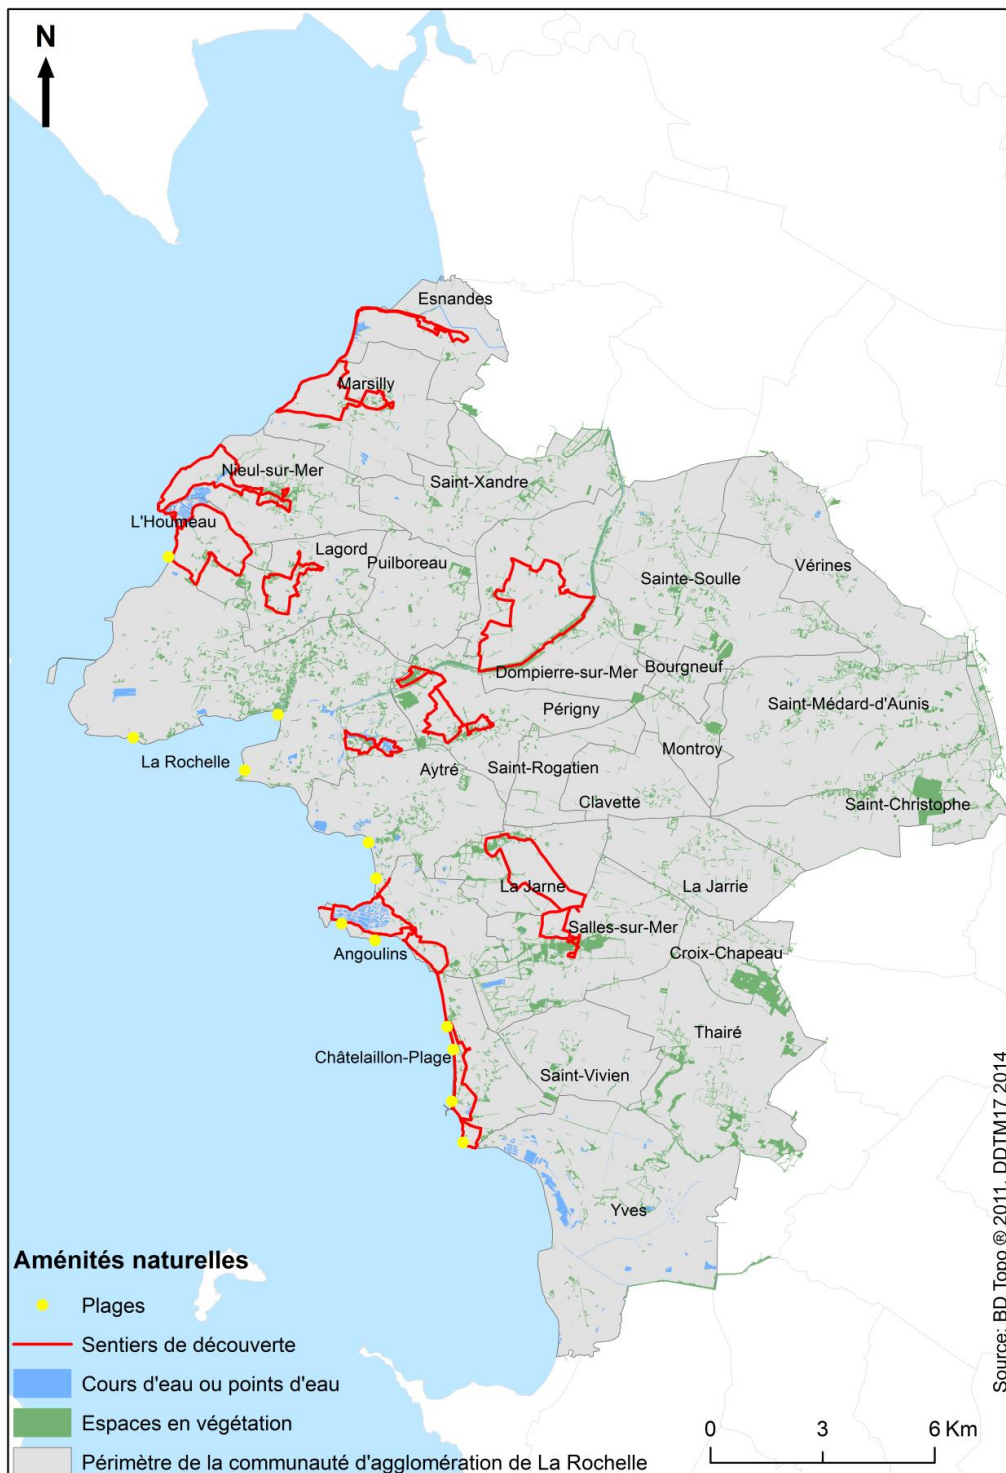 N
Esnandes
Marsilly
Nieul-sur-Mer
Saint-Xandre
L'Houmeau
Lagord
Puilboreau
Vérines
Sainte-Soulle
Dompierre-sur-Mer
Bourgneuf
Saint-Médard-d'Aunis
Périgny
Montroy
La Rochelle
Aytré
Saint-Rogatien
Clavette
Saint-Christophe
La Jarne
La Jarrie
Salles-sur-Mer
Angoulins
Croix-Chapeau
Thairé
Châtelaillon-Plage
Saint-Vivien
Yves
Aménités naturelles
Plages
Sentiers de découverte
Cours d'eau ou points d'eau
Espaces en végétation
Périmètre de la communauté d'agglomération de La Rochelle
0 3 6 Km
Source: BD Topo ® 2011, DDTM17 2014